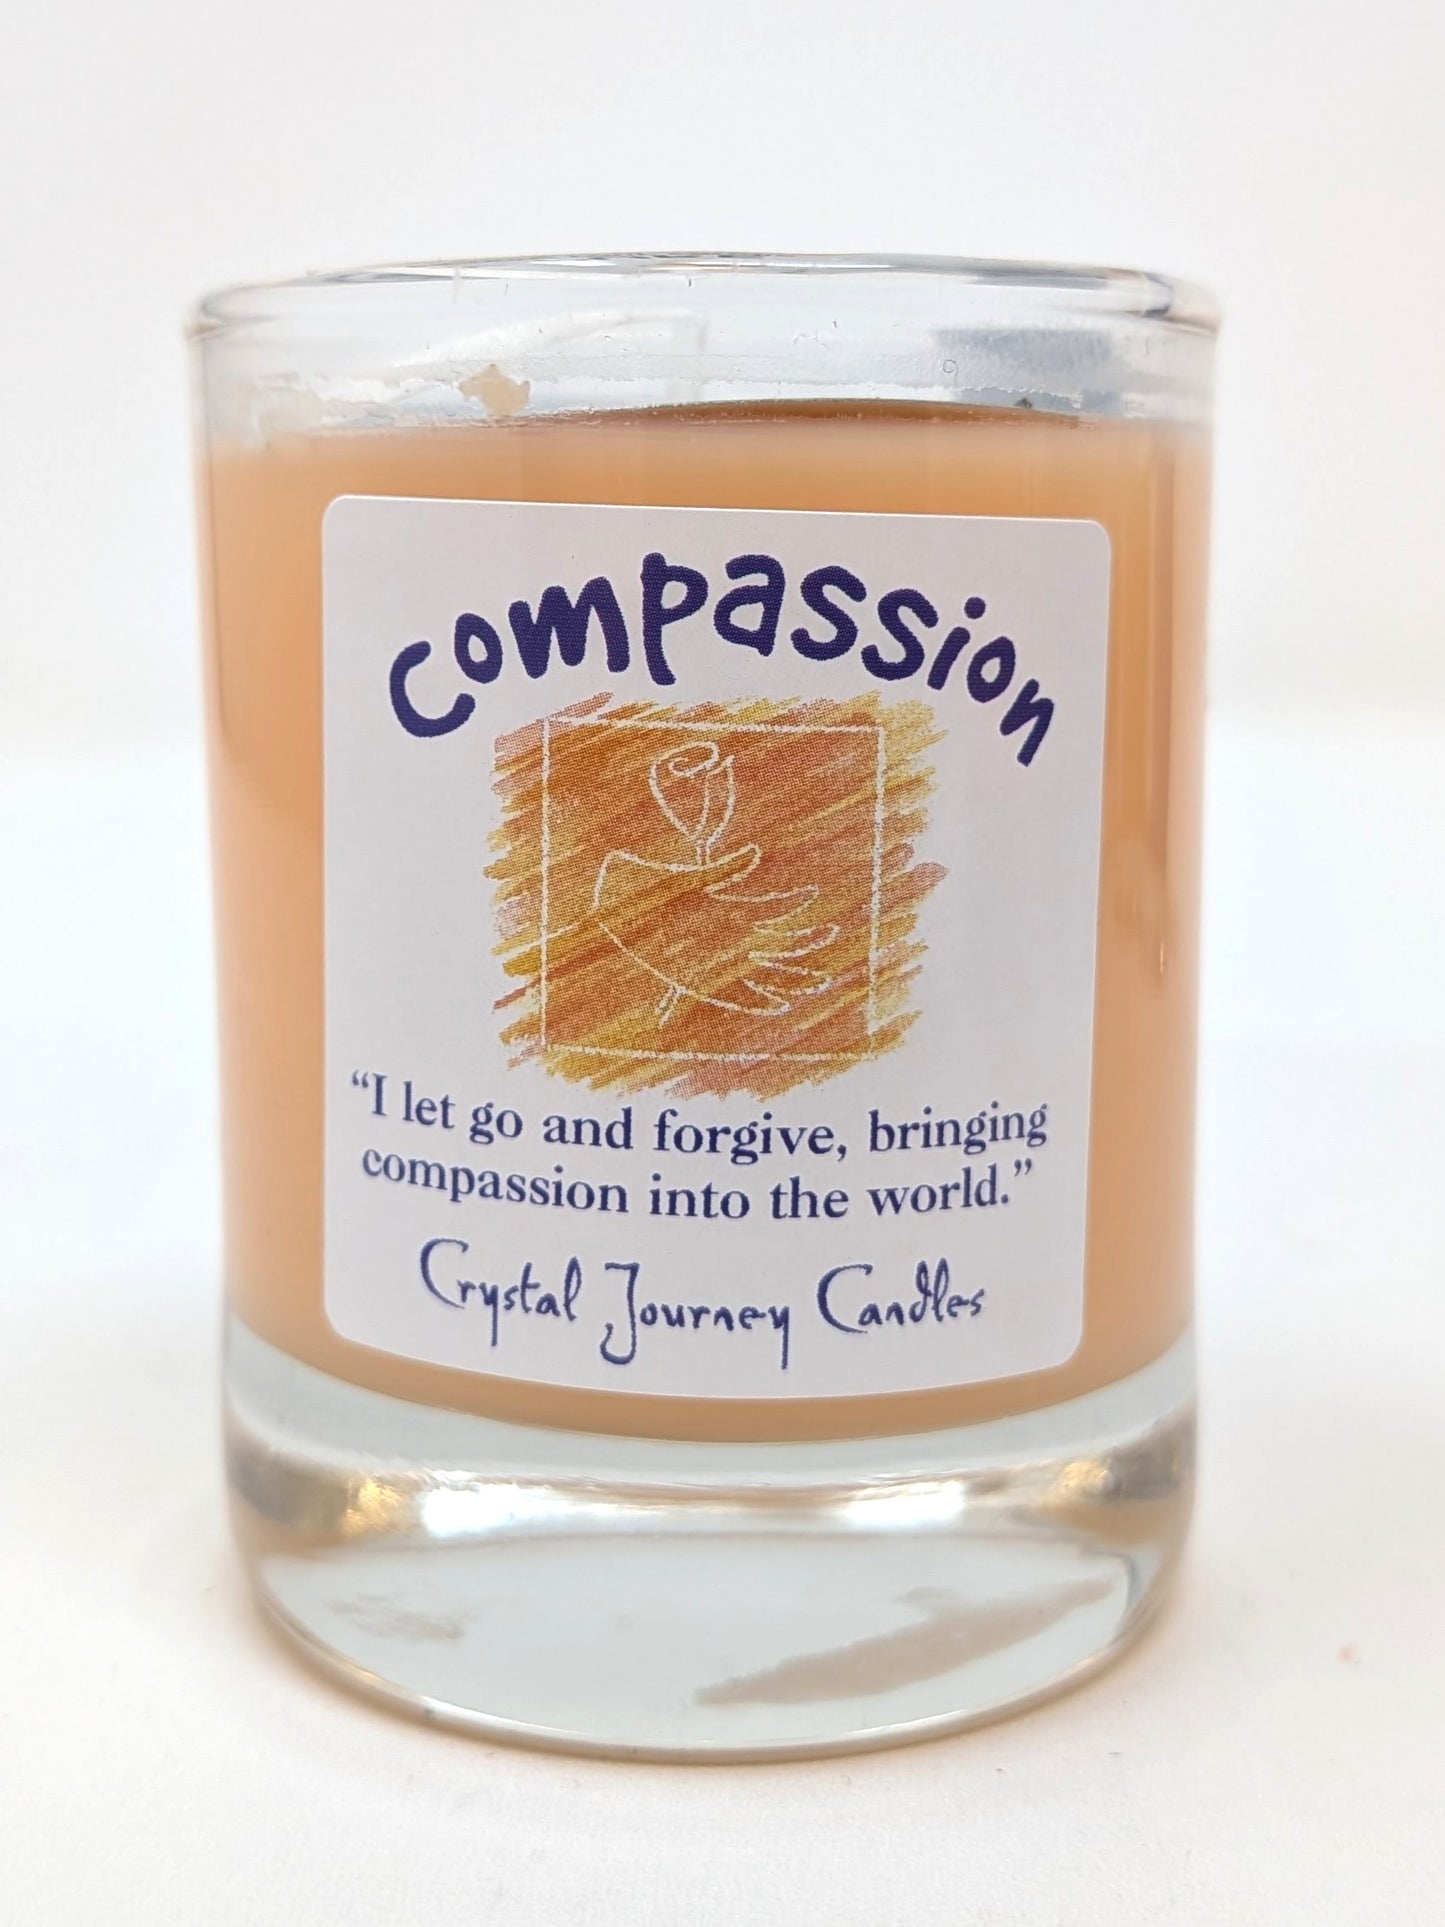 compassion
“I let go and forgive, bringing
compassion into the world.”
Crystal Journey Candles